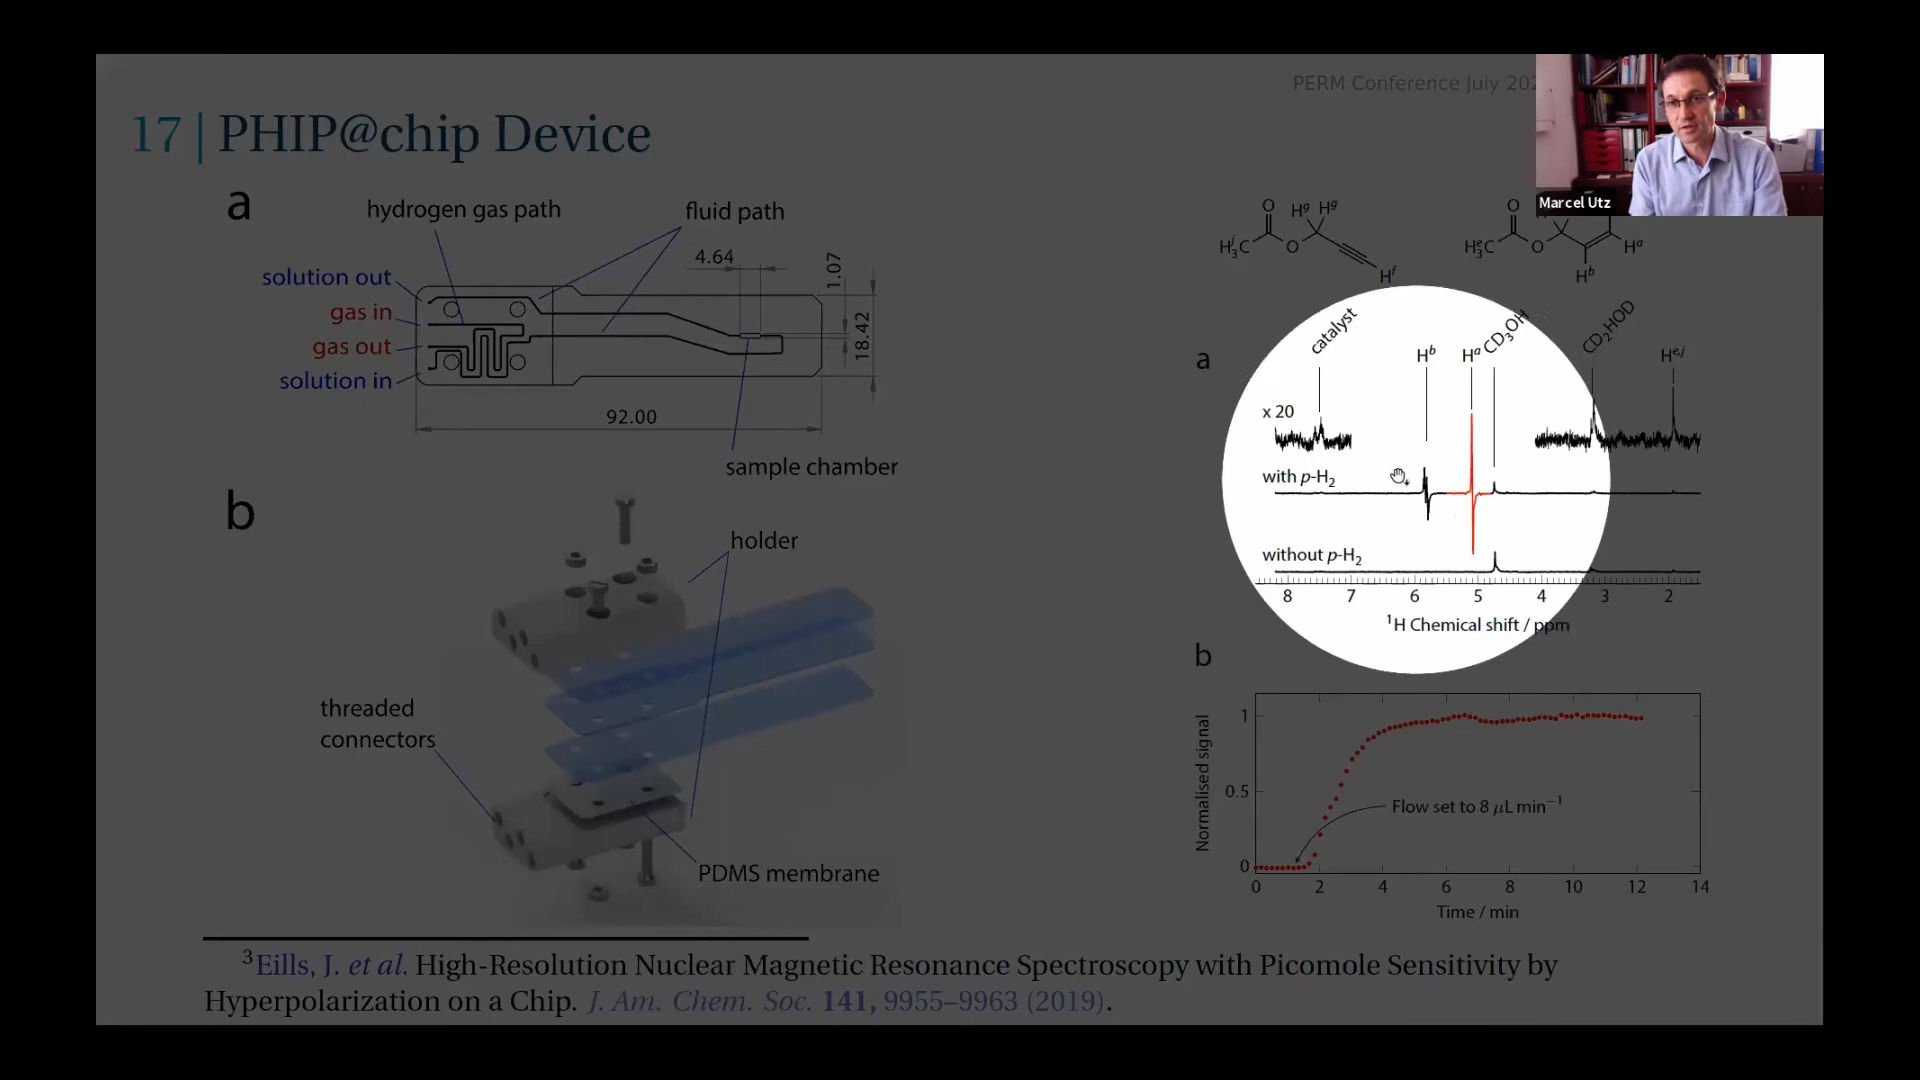 PERM Conference July 202
17 | PHIP@chip Device
Marcel Utz
a
hydrogen gas path
fluid path
solution out
gas in
gas out
solution in
4.64
1.07
18.42
92.00
sample chamber
b
holder
threaded
connectors
PDMS membrane
O
H₃ʲC
O
Hᵍ Hᵍ
Hᶠ
O
H₃ᵉC
O
Hᵃ
Hᵇ
a
catalyst
Hᵇ
Hᵃ
CD₃OH
CD₂HOD
Hᵉ,ʲ
x 20
with p-H₂
without p-H₂
8 7 6 5 4 3 2
¹H Chemical shift / ppm
b
Normalised signal
1
0.5
0
Flow set to 8 μL min⁻¹
0 2 4 6 8 10 12 14
Time / min
³Eills, J. et al. High-Resolution Nuclear Magnetic Resonance Spectroscopy with Picomole Sensitivity by
Hyperpolarization on a Chip. J. Am. Chem. Soc. 141, 9955–9963 (2019).